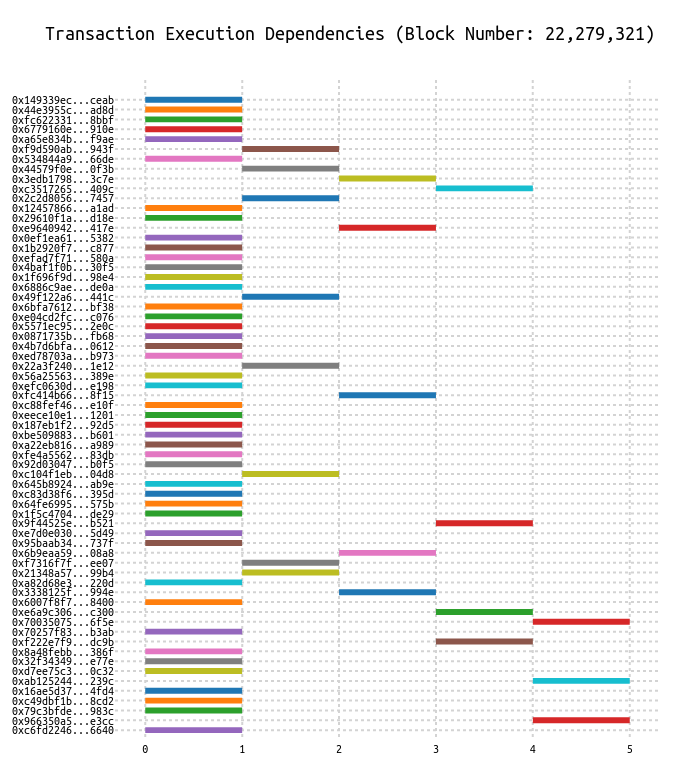 Transaction Execution Dependencies (Block Number: 22,279,321)
0x149339ec...ceab
0x44e3955c...ad8d
0xfc622331...8bbf
0x6779160e...910e
0xa65e834b...f9ae
0xf9d590ab...943f
0x534844a9...66de
0x44579f0e...0f3b
0x3edb1798...3c7e
0xc3517265...409c
0x2c2d8056...7457
0x12457866...a1ad
0x29610f1a...d18e
0xe9640942...417e
0x0ef1ea61...5382
0x1b2920f7...c877
0xefad7f71...580a
0x4baf1f0b...30f5
0x1f696f9d...98e4
0x6886c9ae...de0a
0x49f122a6...441c
0x6bfa7612...bf38
0xe04cd2fc...c076
0x5571ec95...2e0c
0x0871735b...fb68
0x4b7d6bfa...0612
0xed78703a...b973
0x22a3f240...1e12
0x56a25563...389e
0xefc0630d...e198
0xfc414b66...8f15
0xc88fef46...e10f
0xeece10e1...1201
0x187eb1f2...92d5
0xbe509883...b601
0xa22eb816...a989
0xfe4a5562...83db
0x92d03047...b0f5
0xc104f1eb...04d8
0x645b8924...ab9e
0xc83d38f6...395d
0x64fe6995...575b
0x1f5c4704...de29
0x9f44525e...b521
0xe7d0e030...5d49
0x95baab34...737f
0x6b9eaa59...08a8
0xf7316f7f...ee07
0x21348a57...99b4
0xa82d68e3...220d
0x3338125f...994e
0x6007f8f7...8400
0xe6a9c306...c300
0x70035075...6f5e
0x70257f83...b3ab
0xf222e7f9...dc9b
0x8a48febb...386f
0x32f34349...e77e
0xd7ee75c3...0c32
0xab125244...239c
0x16ae5d37...4fd4
0xc49dbf1b...8cd2
0x79c3bfde...983c
0x966350a5...e3cc
0xc6fd2246...6640
0 1 2 3 4 5